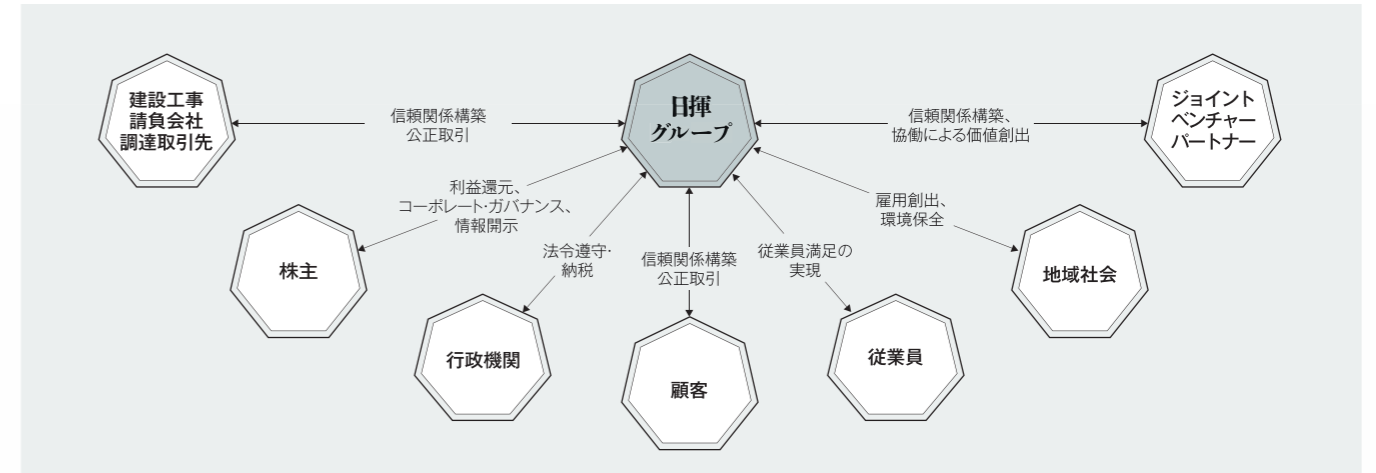 建設工事
請負会社
調達取引先
信頼関係構築
公正取引
日揮
グループ
信頼関係構築、
協働による価値創出
ジョイント
ベンチャー
パートナー
利益還元、
コーポレート・ガバナンス、
情報開示
株主
法令遵守・
納税
行政機関
信頼関係構築
公正取引
顧客
従業員満足の
実現
従業員
雇用創出、
環境保全
地域社会